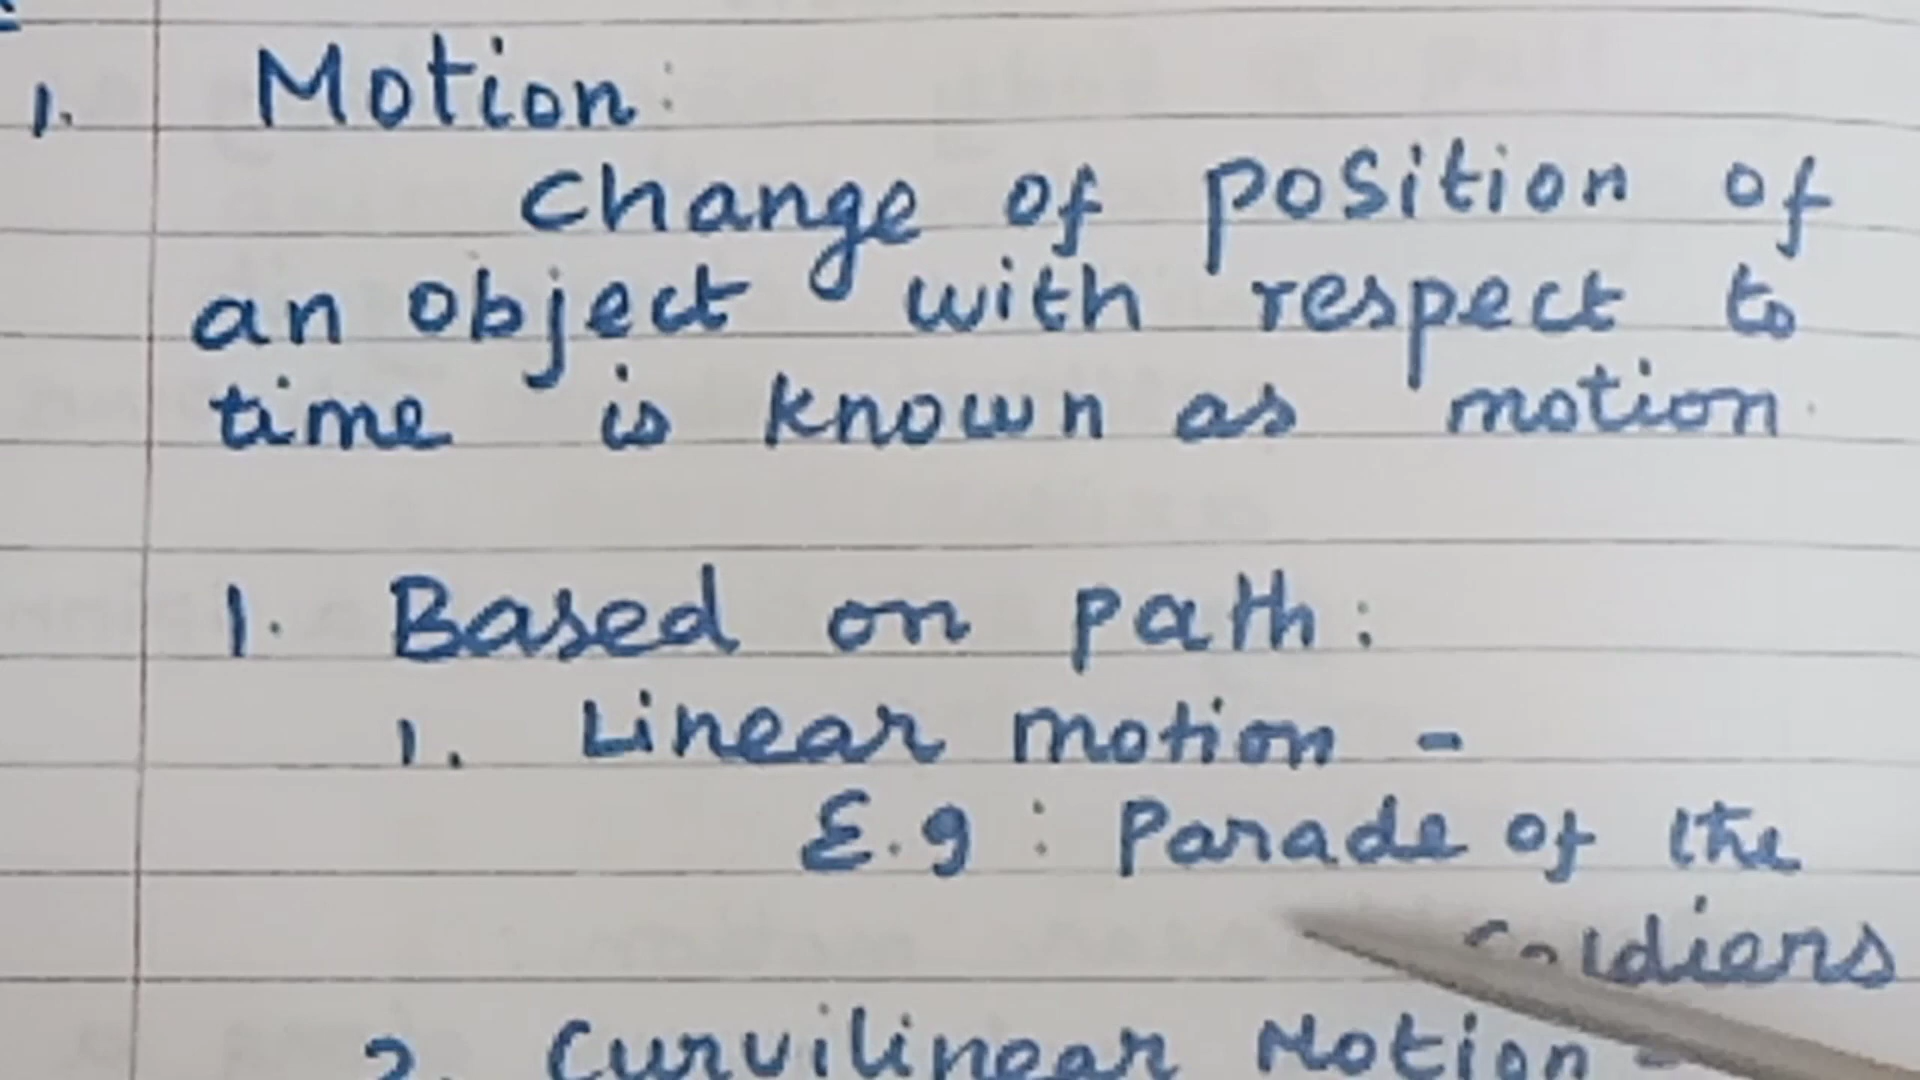 1. Motion:
Change of position of
an object with respect to
time is known as motion.
1. Based on path:
1. Linear motion -
E.g : Parade of the
soldiers
2. Curvilinear Motion -